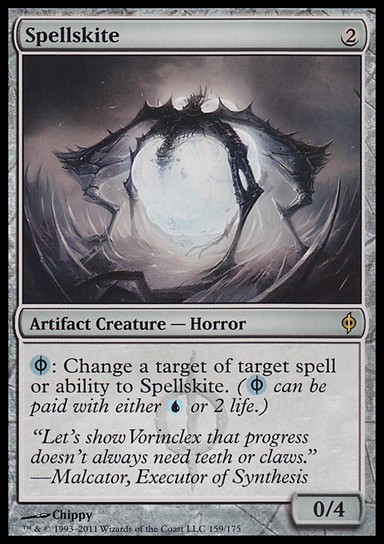 Spellskite 2
Artifact Creature — Horror
: Change a target of target spell
or ability to Spellskite. ( can be
paid with either or 2 life.)
“Let’s show Vorinclex that progress
doesn’t always need teeth or claws.”
—Malcator, Executor of Synthesis
0/4
Chippy
™ & © 1993–2011 Wizards of the Coast LLC 159/175